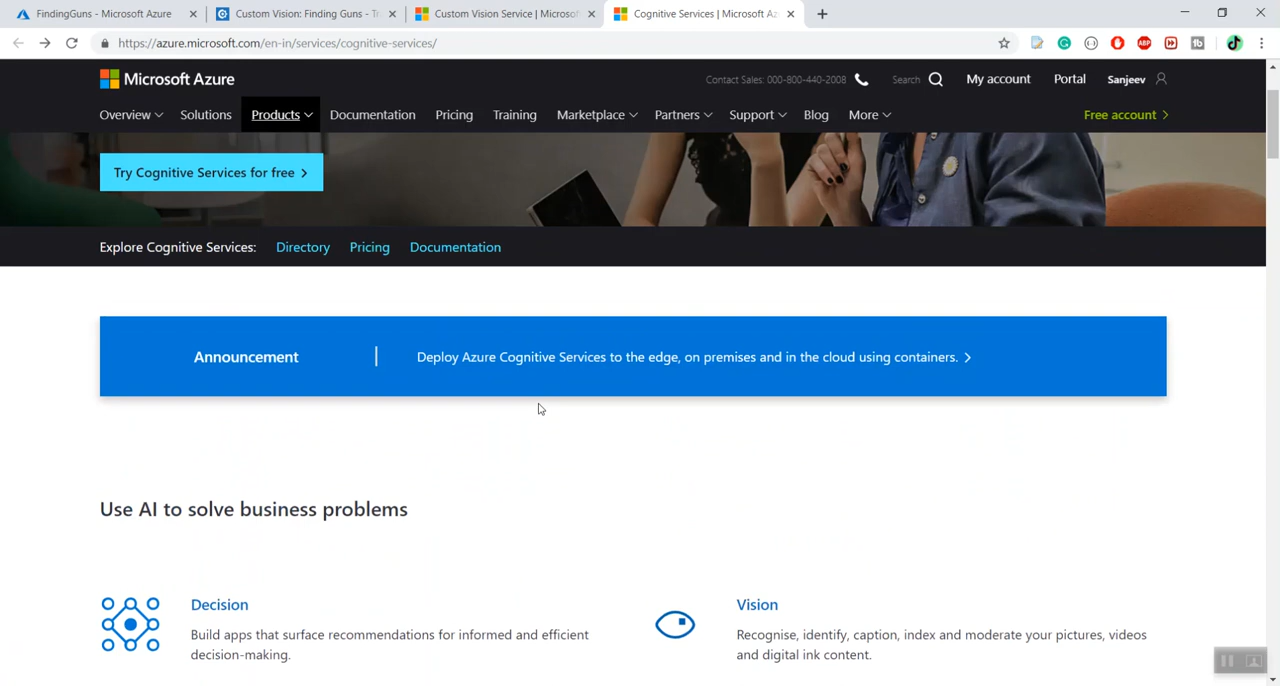 FindingGuns - Microsoft Azure
Custom Vision: Finding Guns - Tr
Custom Vision Service | Microsof
Cognitive Services | Microsoft Az
https://azure.microsoft.com/en-in/services/cognitive-services/
ABP
fb
Microsoft Azure
Contact Sales: 000-800-440-2008
Search
My account
Portal
Sanjeev
Overview
Solutions
Products
Documentation
Pricing
Training
Marketplace
Partners
Support
Blog
More
Free account
Try Cognitive Services for free
Explore Cognitive Services:
Directory
Pricing
Documentation
Announcement
Deploy Azure Cognitive Services to the edge, on premises and in the cloud using containers.
Use AI to solve business problems
Decision
Build apps that surface recommendations for informed and efficient
decision-making.
Vision
Recognise, identify, caption, index and moderate your pictures, videos
and digital ink content.